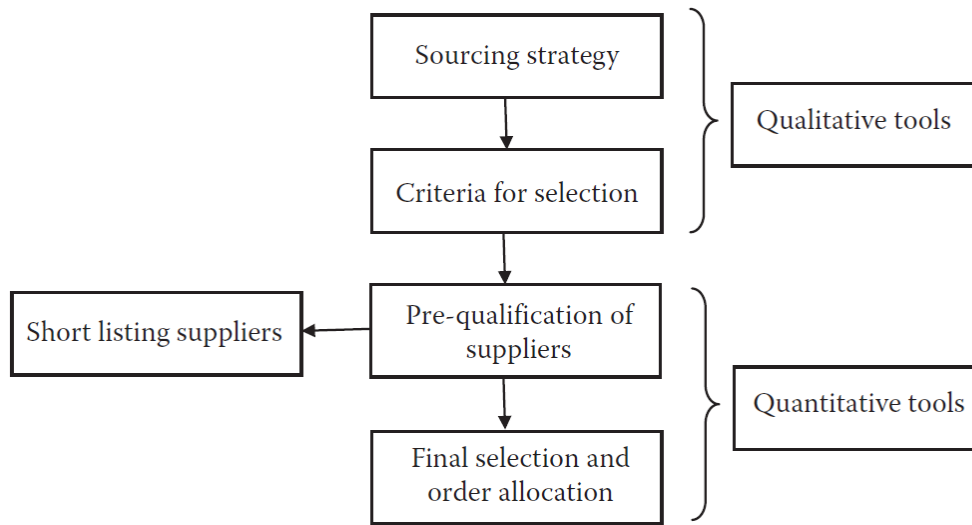 Sourcing strategy
Qualitative tools
Criteria for selection
Pre-qualification of
suppliers
Short listing suppliers
Quantitative tools
Final selection and
order allocation